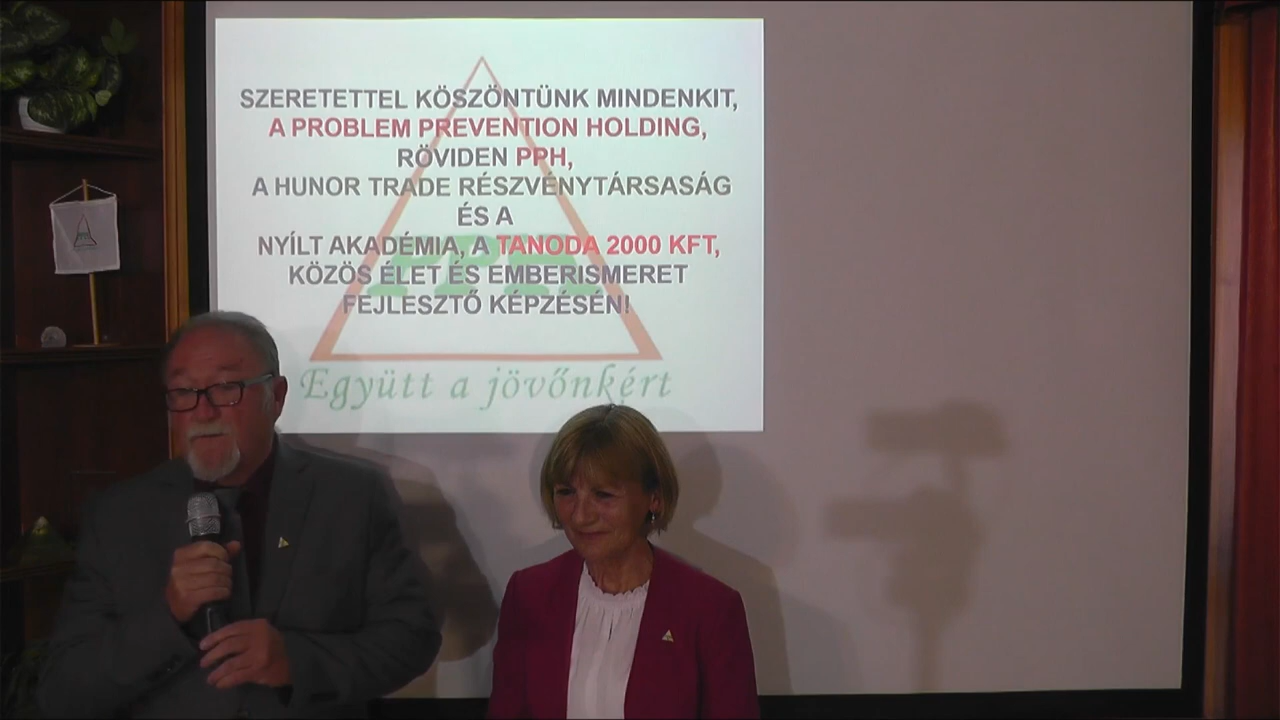 SZERETETTEL KÖSZÖNTÜNK MINDENKIT,
A PROBLEM PREVENTION HOLDING,
RÖVIDEN PPH,
A HUNOR TRADE RÉSZVÉNYTÁRSASÁG
ÉS A
NYÍLT AKADÉMIA, A TANODA 2000 KFT,
KÖZÖS ÉLET ÉS EMBERISMERET
FEJLESZTŐ KÉPZÉSÉN!
PPH
Együtt a jövőnkért